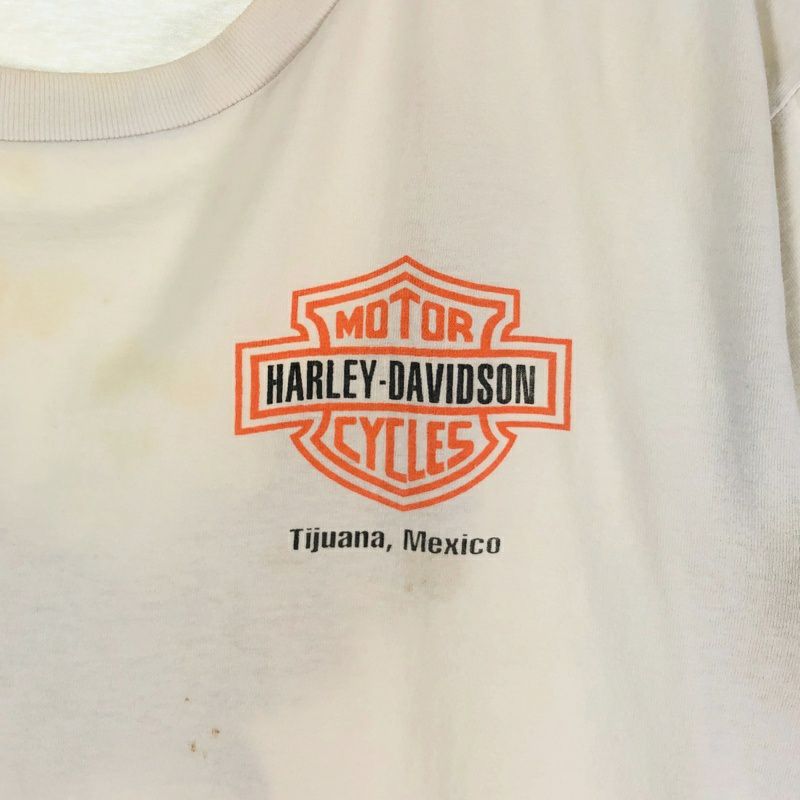 MOTOR
HARLEY-DAVIDSON
CYCLES
Tijuana, Mexico